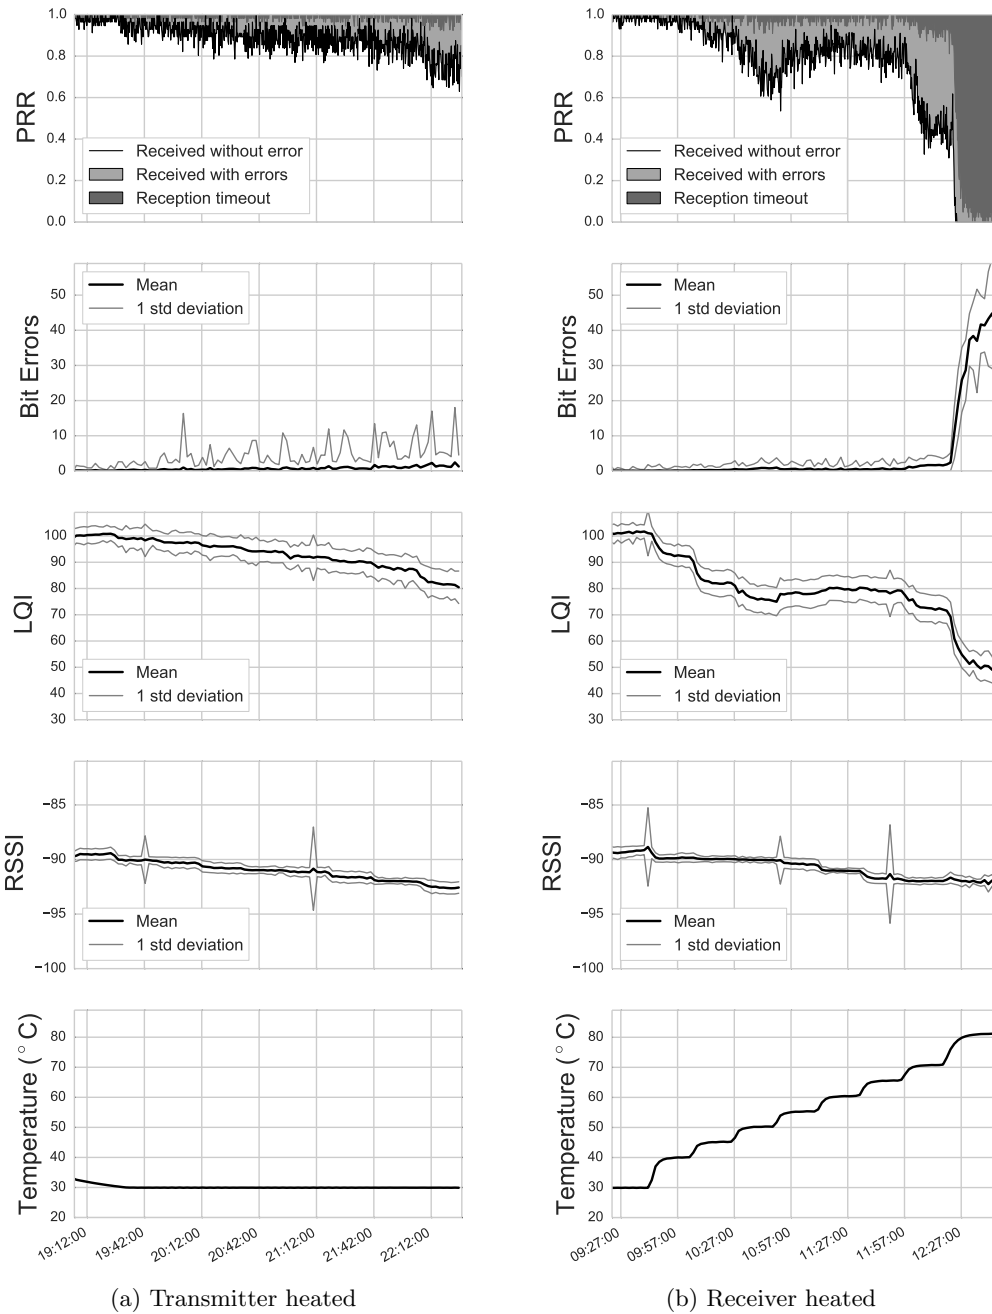 1.0
0.8
0.6
0.4
0.2
0.0
PRR
Received without error
Received with errors
Reception timeout
50
40
30
20
10
0
Bit Errors
Mean
1 std deviation
100
90
80
70
60
50
40
30
LQI
Mean
1 std deviation
−85
−90
−95
−100
RSSI
Mean
1 std deviation
80
70
60
50
40
30
20
Temperature (°C)
19:12:00
19:42:00
20:12:00
20:42:00
21:12:00
21:42:00
22:12:00
(a) Transmitter heated
1.0
0.8
0.6
0.4
0.2
0.0
PRR
Received without error
Received with errors
Reception timeout
50
40
30
20
10
0
Bit Errors
Mean
1 std deviation
100
90
80
70
60
50
40
30
LQI
Mean
1 std deviation
−85
−90
−95
−100
RSSI
Mean
1 std deviation
80
70
60
50
40
30
20
Temperature (°C)
09:27:00
09:57:00
10:27:00
10:57:00
11:27:00
11:57:00
12:27:00
(b) Receiver heated